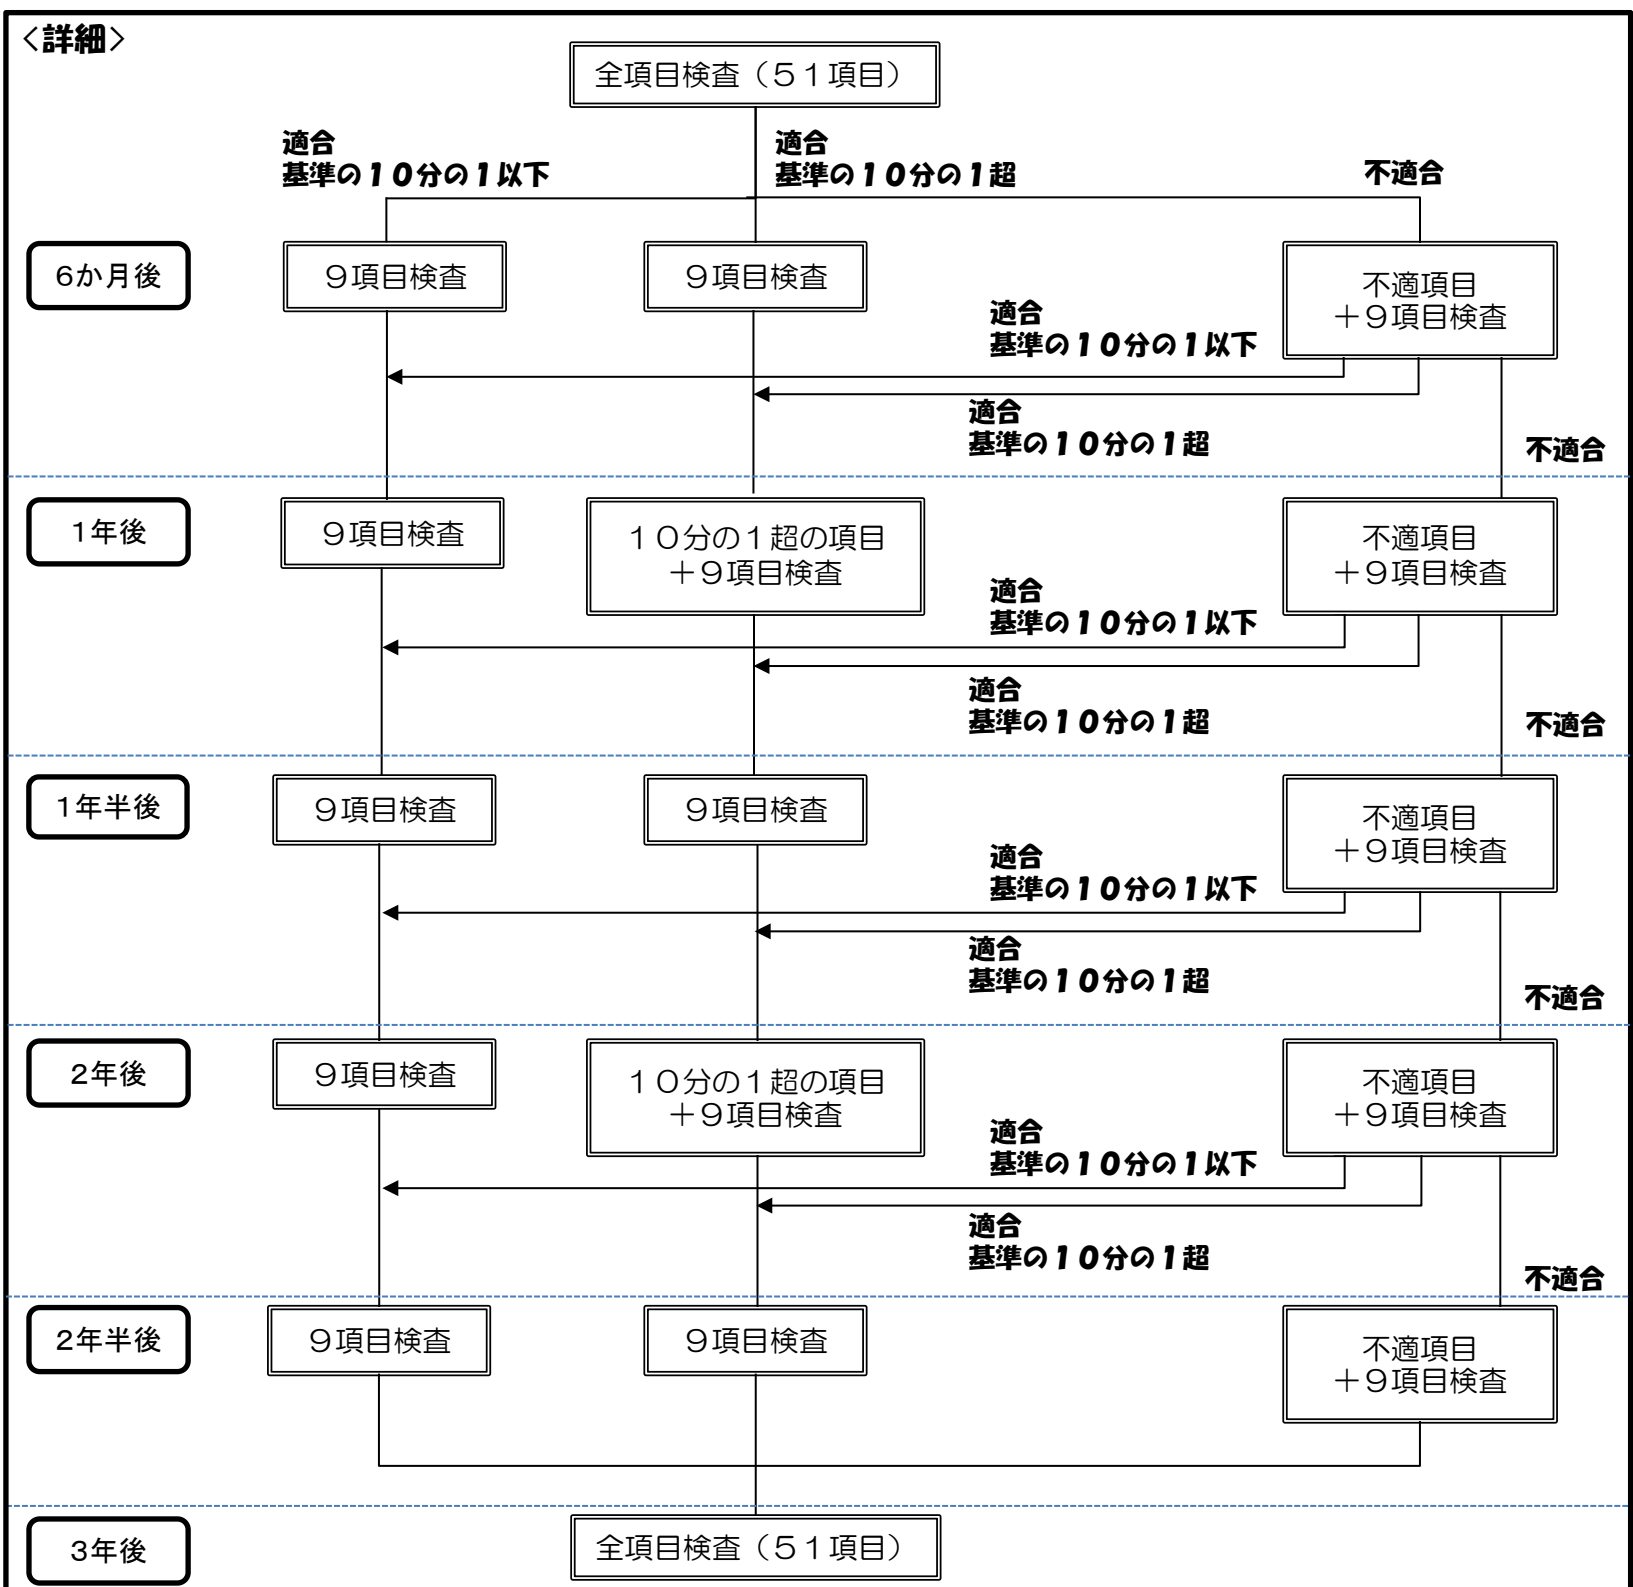 〈詳細〉
全項目検査（５１項目）
適合
基準の１０分の１以下
適合
基準の１０分の１超
不適合
6か月後
９項目検査
９項目検査
不適項目
＋９項目検査
適合
基準の１０分の１以下
適合
基準の１０分の１超
不適合
1年後
９項目検査
１０分の１超の項目
＋９項目検査
不適項目
＋９項目検査
適合
基準の１０分の１以下
適合
基準の１０分の１超
不適合
1年半後
９項目検査
９項目検査
不適項目
＋９項目検査
適合
基準の１０分の１以下
適合
基準の１０分の１超
不適合
2年後
９項目検査
１０分の１超の項目
＋９項目検査
不適項目
＋９項目検査
適合
基準の１０分の１以下
適合
基準の１０分の１超
不適合
2年半後
９項目検査
９項目検査
不適項目
＋９項目検査
3年後
全項目検査（５１項目）